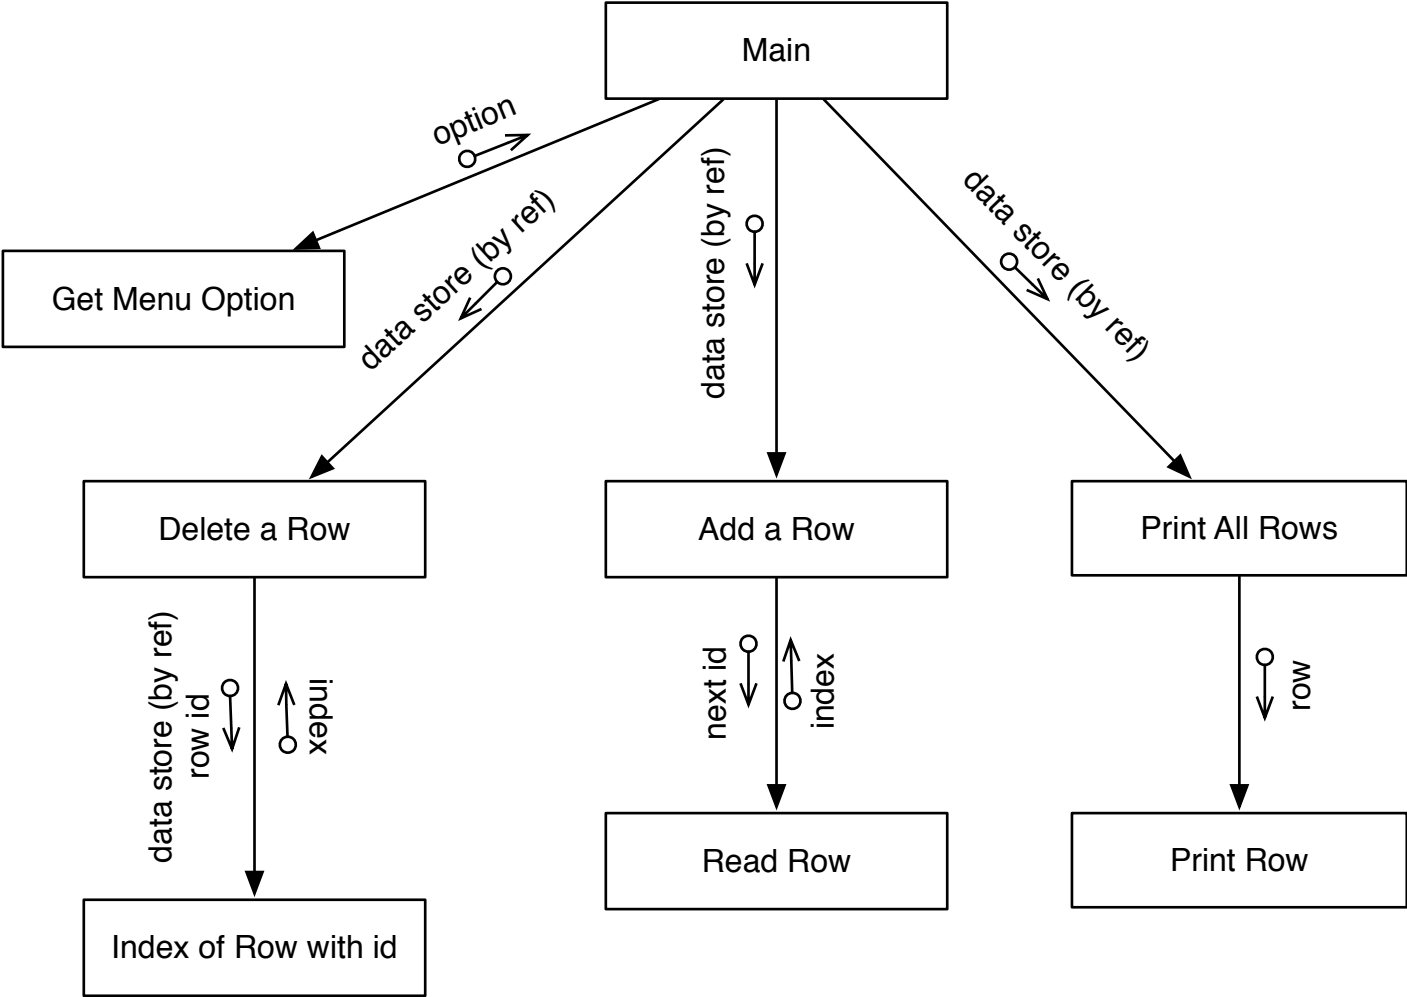 Main
option
Get Menu Option
data store (by ref)
data store (by ref)
data store (by ref)
Delete a Row
Add a Row
Print All Rows
data store (by ref)
row id
index
next id
index
row
Read Row
Print Row
Index of Row with id